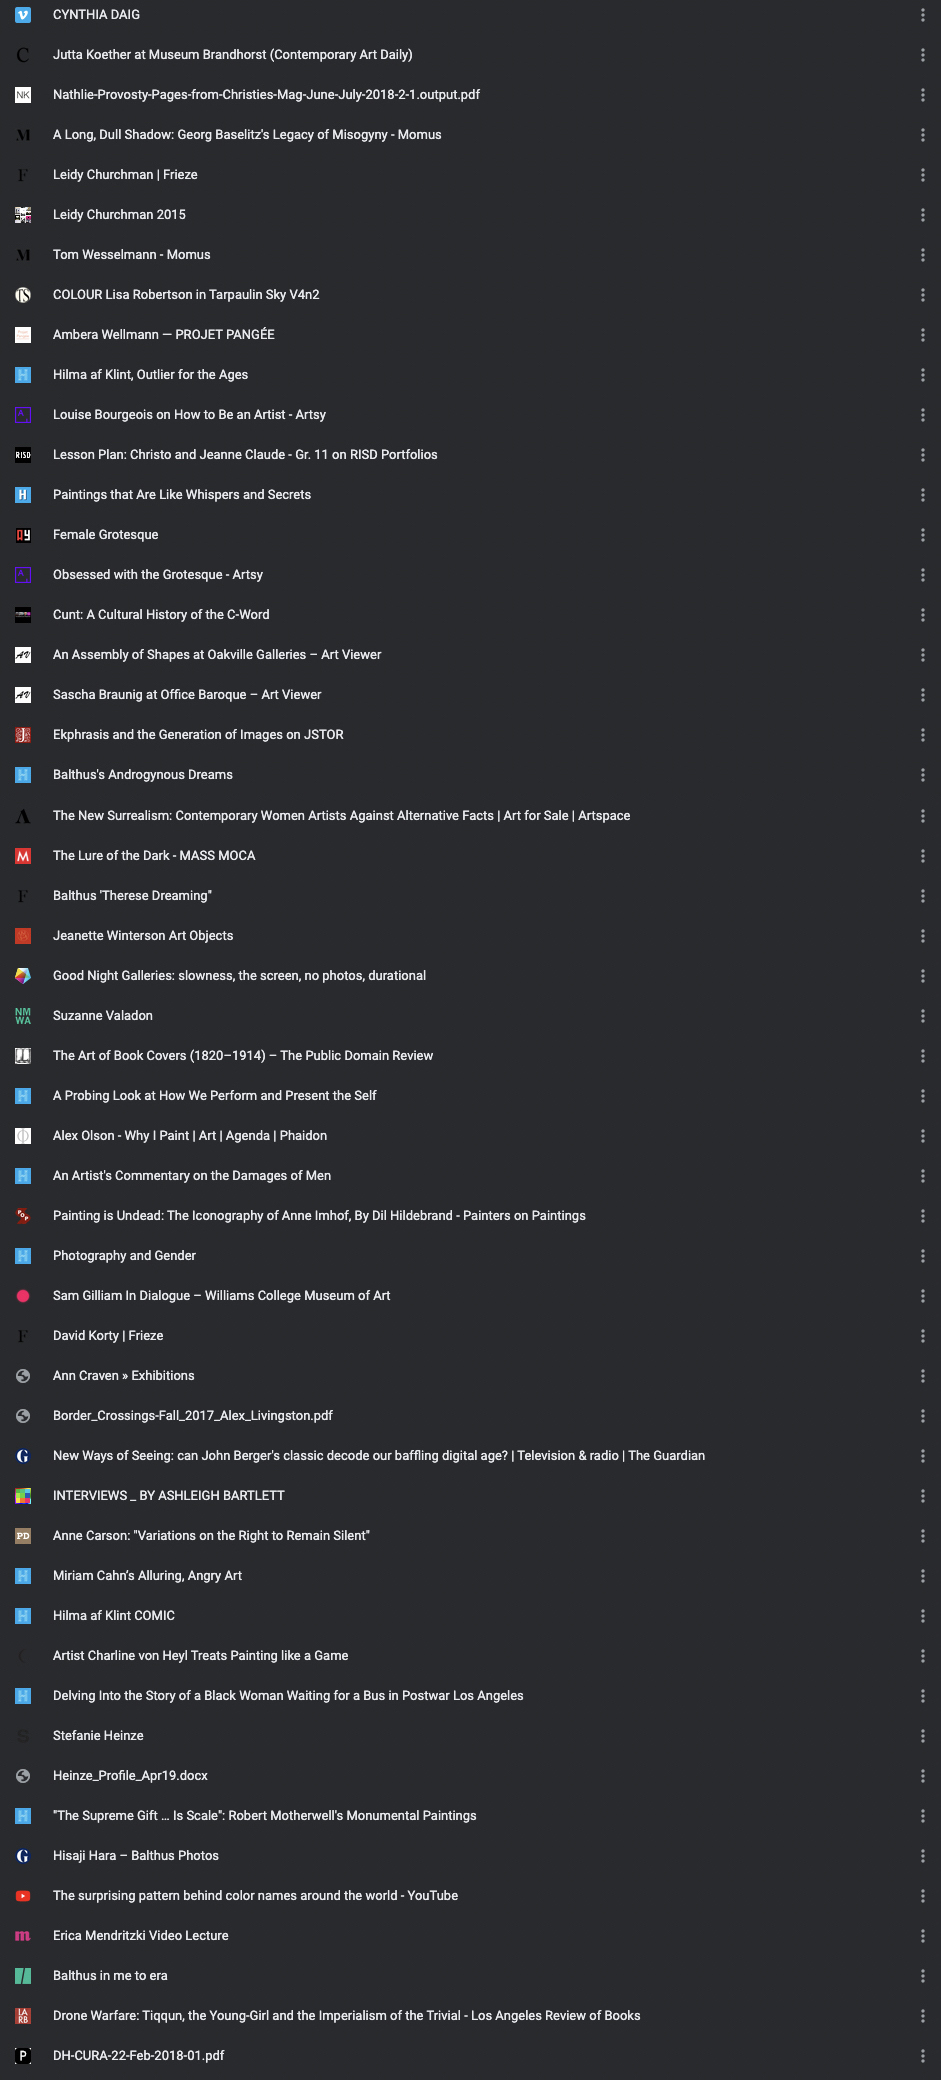 CYNTHIA DAIG
Jutta Koether at Museum Brandhorst (Contemporary Art Daily)
NK Nathlie-Provosty-Pages-from-Christies-Mag-June-July-2018-2-1.output.pdf
M A Long, Dull Shadow: Georg Baselitz's Legacy of Misogyny - Momus
F Leidy Churchman | Frieze
Leidy Churchman 2015
M Tom Wesselmann - Momus
TS COLOUR Lisa Robertson in Tarpaulin Sky V4n2
Ambera Wellmann — PROJET PANGÉE
H Hilma af Klint, Outlier for the Ages
A Louise Bourgeois on How to Be an Artist - Artsy
RISD Lesson Plan: Christo and Jeanne Claude - Gr. 11 on RISD Portfolios
H Paintings that Are Like Whispers and Secrets
Female Grotesque
A Obsessed with the Grotesque - Artsy
Cunt: A Cultural History of the C-Word
AV An Assembly of Shapes at Oakville Galleries – Art Viewer
AV Sascha Braunig at Office Baroque – Art Viewer
J Ekphrasis and the Generation of Images on JSTOR
H Balthus's Androgynous Dreams
A The New Surrealism: Contemporary Women Artists Against Alternative Facts | Art for Sale | Artspace
M The Lure of the Dark - MASS MOCA
F Balthus 'Therese Dreaming"
Jeanette Winterson Art Objects
Good Night Galleries: slowness, the screen, no photos, durational
NMWA Suzanne Valadon
The Art of Book Covers (1820–1914) – The Public Domain Review
H A Probing Look at How We Perform and Present the Self
Alex Olson - Why I Paint | Art | Agenda | Phaidon
H An Artist's Commentary on the Damages of Men
POP Painting is Undead: The Iconography of Anne Imhof, By Dil Hildebrand - Painters on Paintings
H Photography and Gender
Sam Gilliam In Dialogue – Williams College Museum of Art
F David Korty | Frieze
Ann Craven » Exhibitions
Border_Crossings-Fall_2017_Alex_Livingston.pdf
G New Ways of Seeing: can John Berger's classic decode our baffling digital age? | Television & radio | The Guardian
INTERVIEWS _ BY ASHLEIGH BARTLETT
PD Anne Carson: "Variations on the Right to Remain Silent"
H Miriam Cahn's Alluring, Angry Art
H Hilma af Klint COMIC
Artist Charline von Heyl Treats Painting like a Game
H Delving Into the Story of a Black Woman Waiting for a Bus in Postwar Los Angeles
S Stefanie Heinze
Heinze_Profile_Apr19.docx
H "The Supreme Gift ... Is Scale": Robert Motherwell's Monumental Paintings
G Hisaji Hara – Balthus Photos
The surprising pattern behind color names around the world - YouTube
m Erica Mendritzki Video Lecture
Balthus in me to era
LARB Drone Warfare: Tiqqun, the Young-Girl and the Imperialism of the Trivial - Los Angeles Review of Books
P DH-CURA-22-Feb-2018-01.pdf